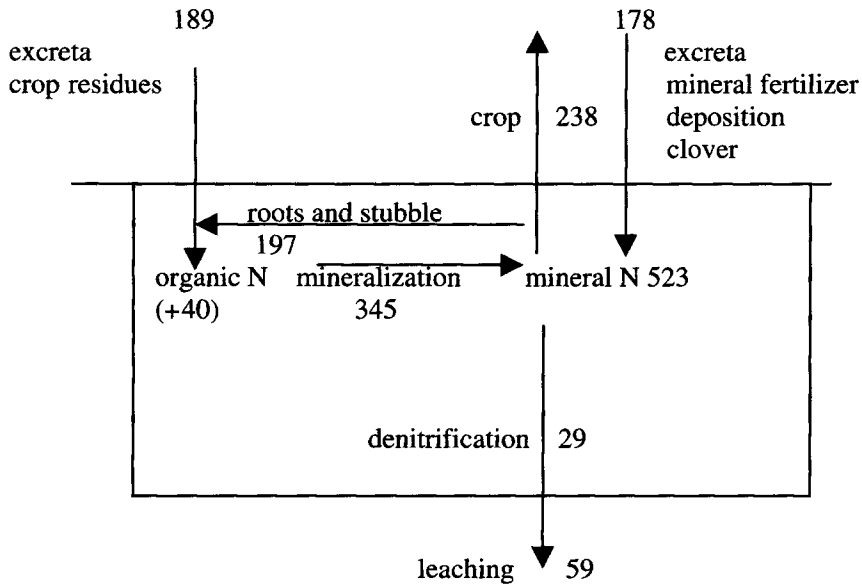 189
178
excreta
crop residues
excreta
mineral fertilizer
deposition
clover
crop 238
roots and stubble
197
organic N mineralization mineral N 523
(+40) 345
denitrification 29
leaching 59